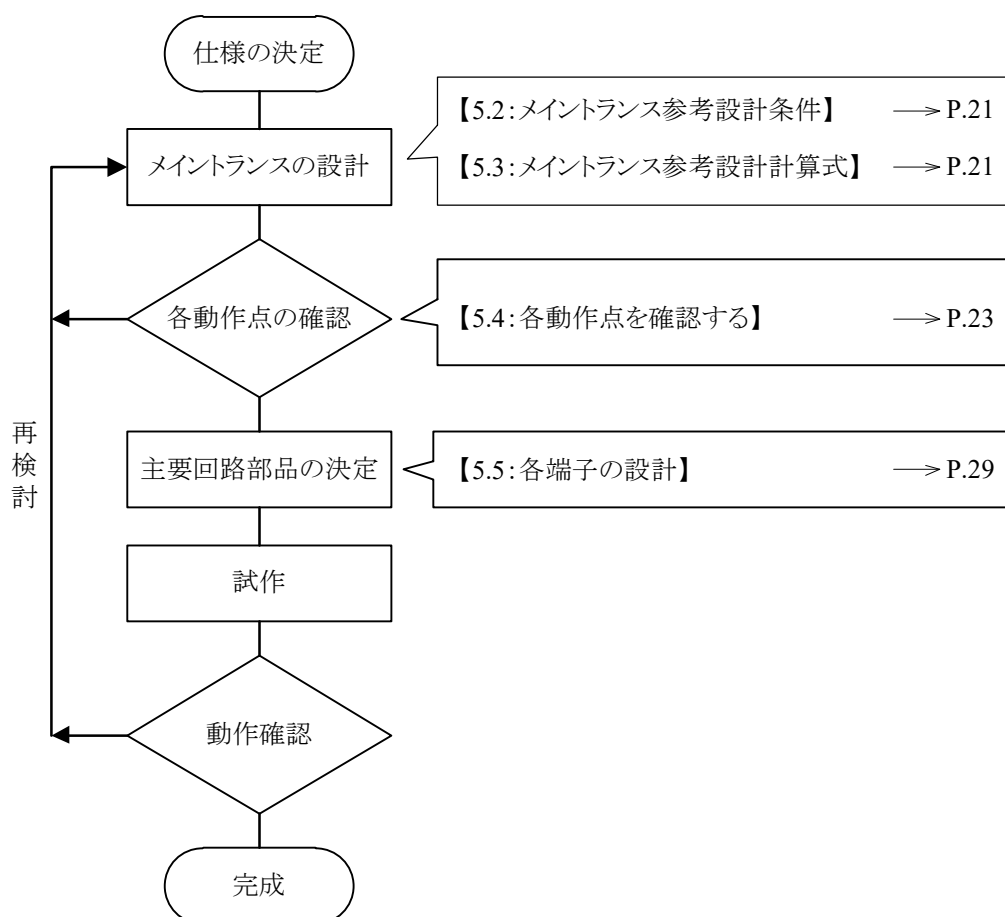 仕様の決定
メイントランスの設計
【5.2:メイントランス参考設計条件】 → P.21
【5.3:メイントランス参考設計計算式】 → P.21
各動作点の確認
【5.4:各動作点を確認する】 → P.23
再検討
主要回路部品の決定
【5.5:各端子の設計】 → P.29
試作
動作確認
完成